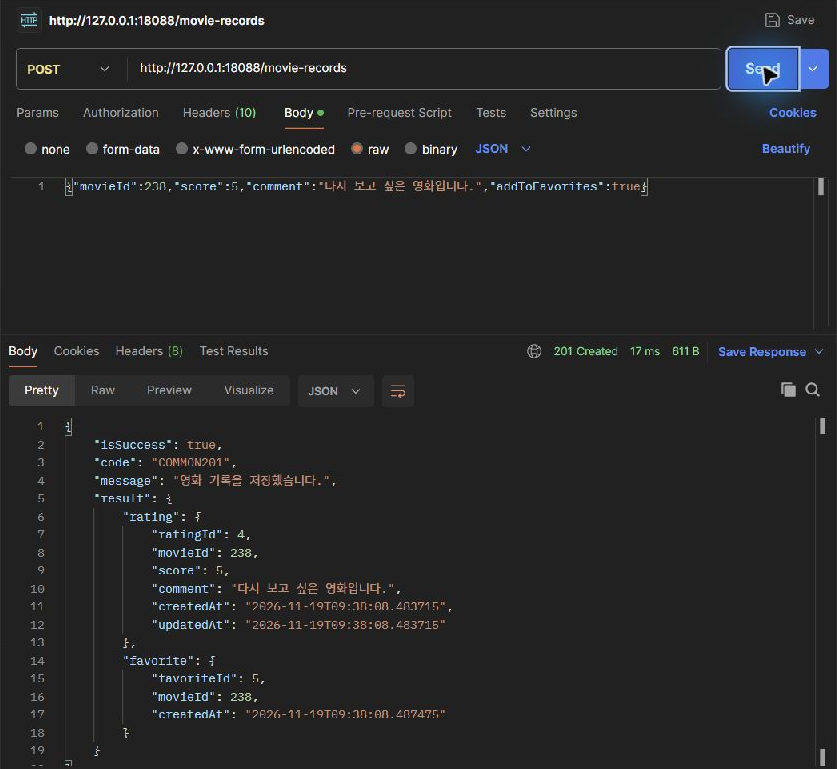 HTTP http://127.0.0.1:18088/movie-records Save
POST http://127.0.0.1:18088/movie-records Send
Params Authorization Headers (10) Body Pre-request Script Tests Settings Cookies
none form-data x-www-form-urlencoded raw binary JSON Beautify
1 {"movieId":238,"score":5,"comment":"다시 보고 싶은 영화입니다.","addToFavorites":true}
Body Cookies Headers (8) Test Results 201 Created 17 ms 611 B Save Response
Pretty Raw Preview Visualize JSON
1 {
2 "isSuccess": true,
3 "code": "COMMON201",
4 "message": "영화 기록을 저장했습니다.",
5 "result": {
6 "rating": {
7 "ratingId": 4,
8 "movieId": 238,
9 "score": 5,
10 "comment": "다시 보고 싶은 영화입니다.",
11 "createdAt": "2026-11-19T09:38:08.483715",
12 "updatedAt": "2026-11-19T09:38:08.483715"
13 },
14 "favorite": {
15 "favoriteId": 5,
16 "movieId": 238,
17 "createdAt": "2026-11-19T09:38:08.487475"
18 }
19 }
}